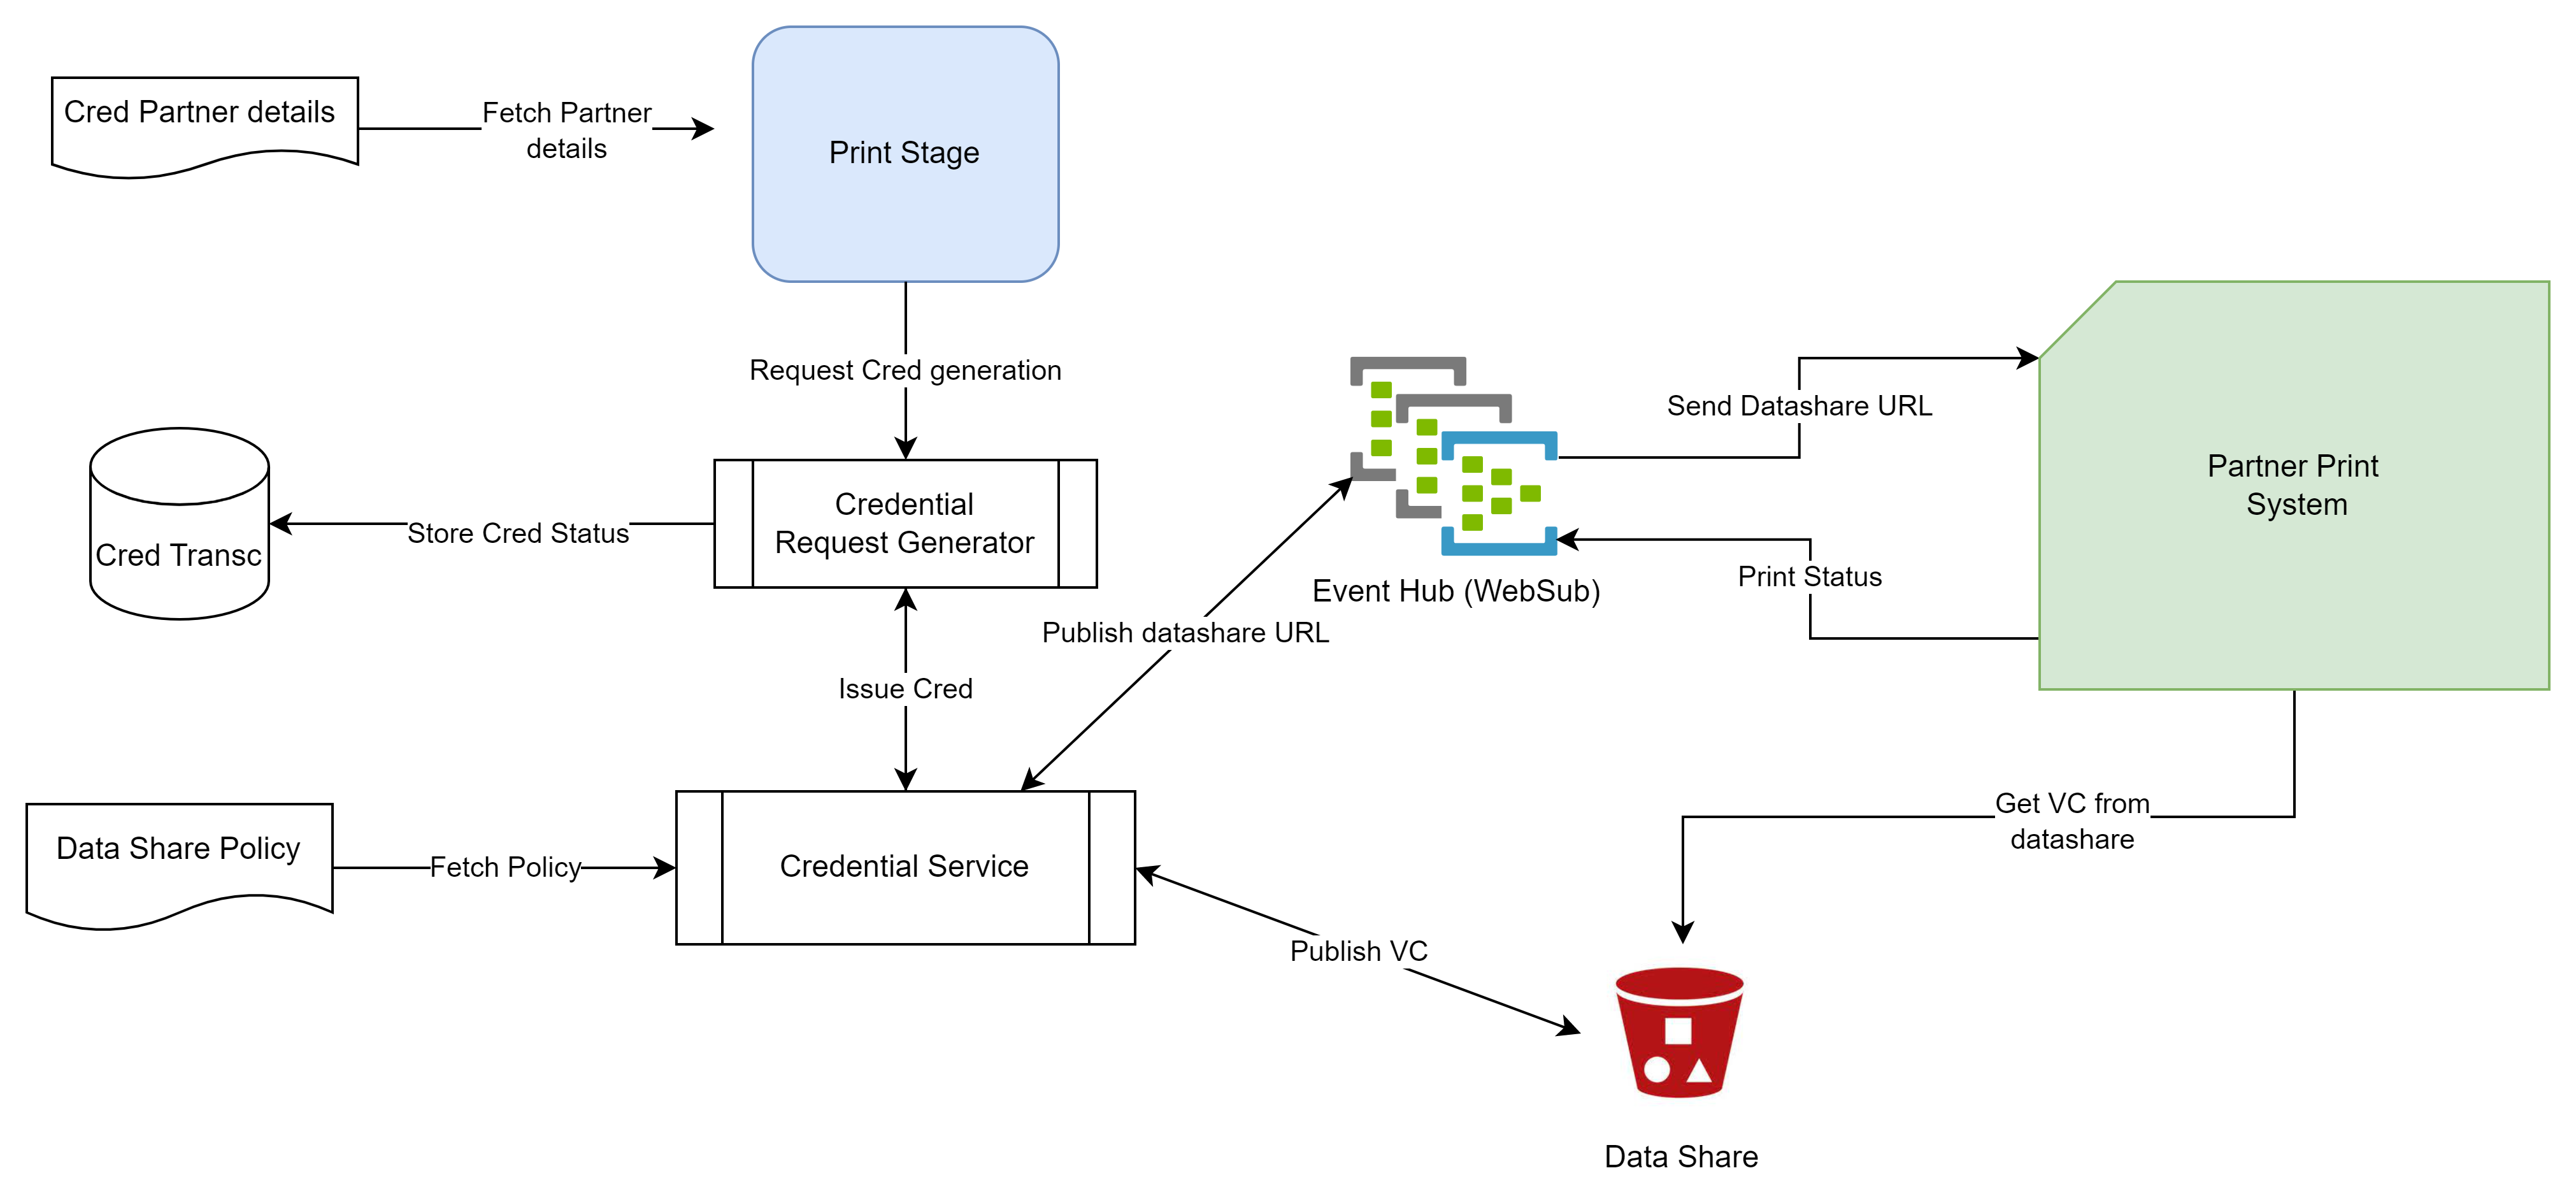 Cred Partner details
Fetch Partner
details
Print Stage
Request Cred generation
Send Datashare URL
Partner Print
System
Credential
Request Generator
Store Cred Status
Cred Transc
Event Hub (WebSub)
Print Status
Publish datashare URL
Issue Cred
Get VC from
datashare
Data Share Policy
Fetch Policy
Credential Service
Publish VC
Data Share